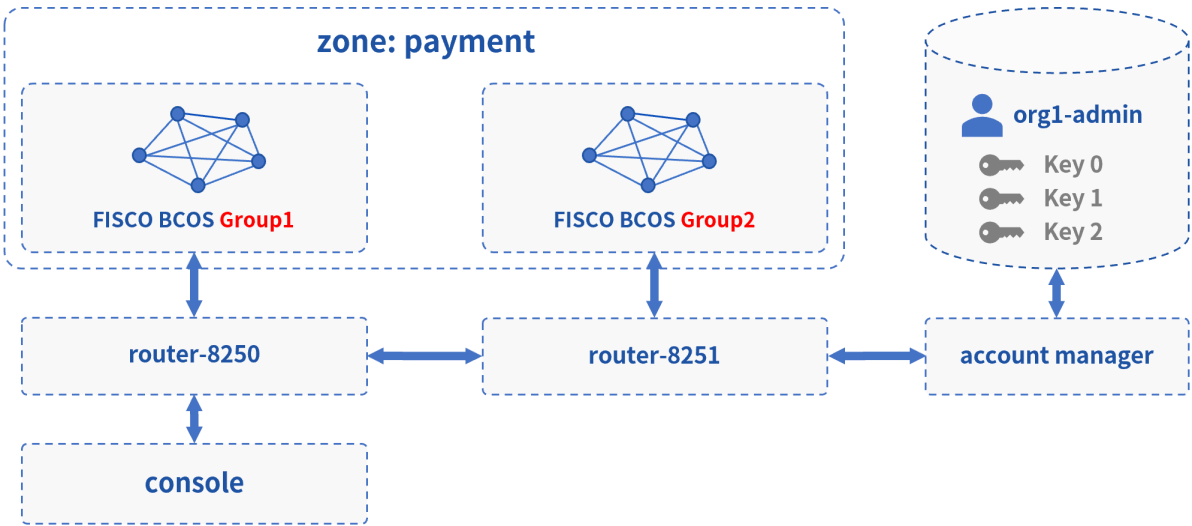 zone: payment
FISCO BCOS Group1
FISCO BCOS Group2
org1-admin
Key 0
Key 1
Key 2
router-8250
router-8251
account manager
console